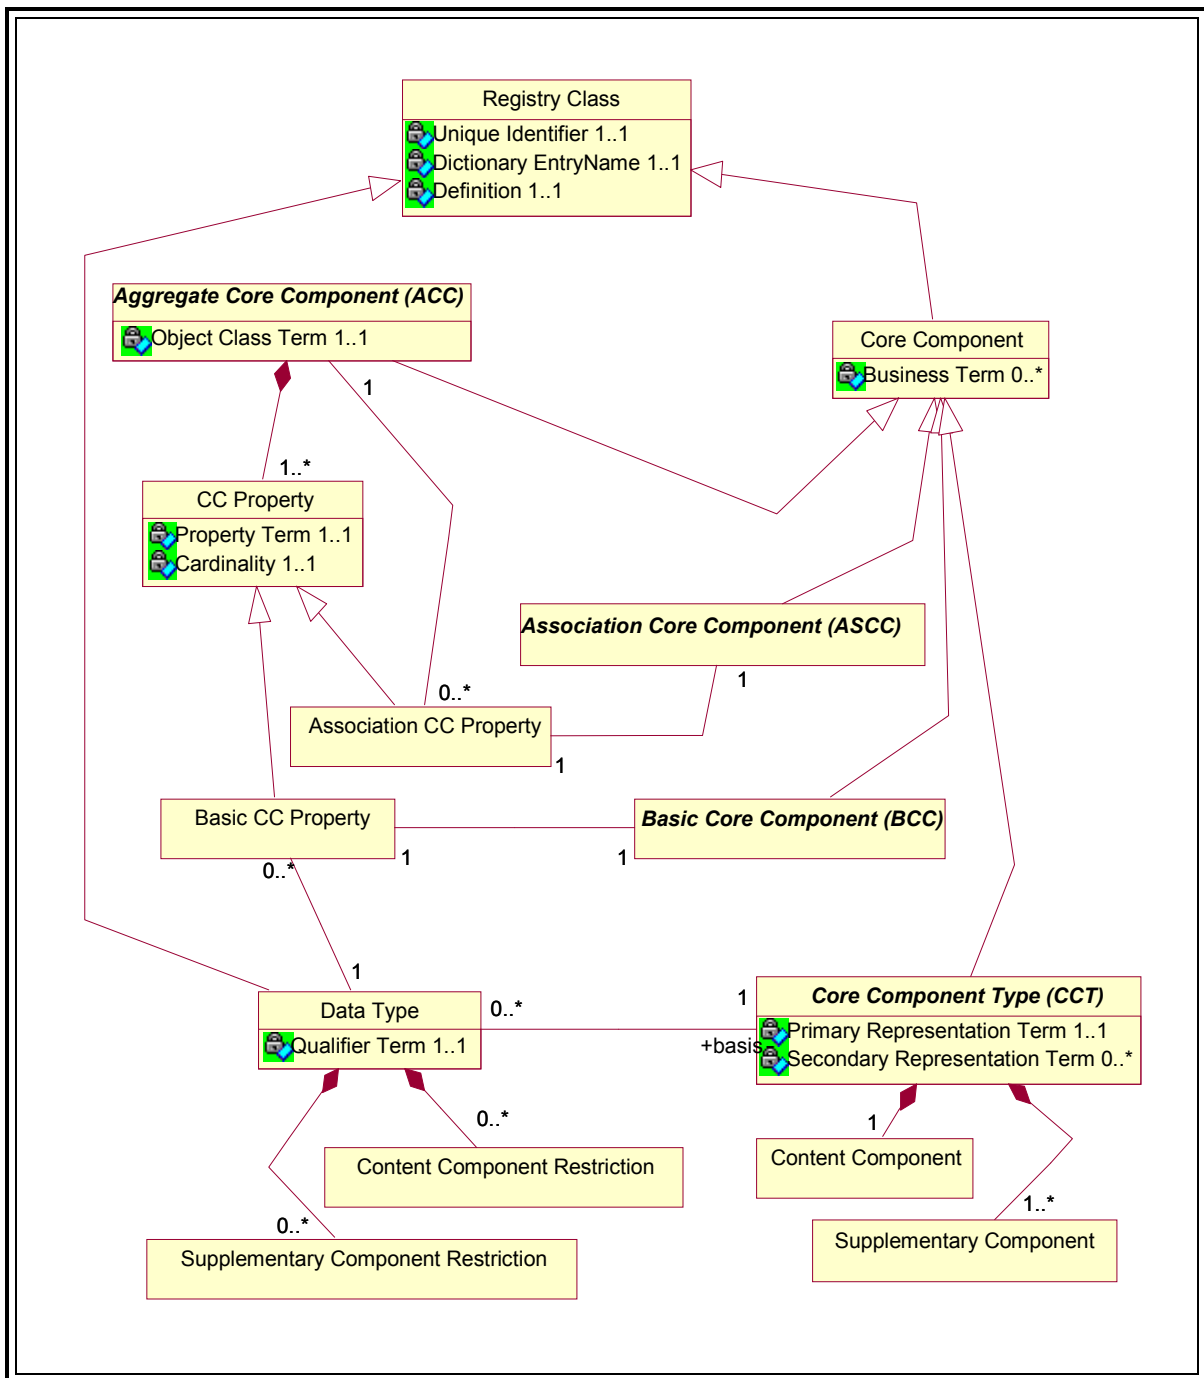 Registry Class
Unique Identifier 1..1
Dictionary EntryName 1..1
Definition 1..1
Aggregate Core Component (ACC)
Object Class Term 1..1
Core Component
Business Term 0..*
1
1..*
CC Property
Property Term 1..1
Cardinality 1..1
Association Core Component (ASCC)
1
0..*
Association CC Property
1
Basic CC Property
Basic Core Component (BCC)
1
1
0..*
1
Data Type
Qualifier Term 1..1
0..*
1
+basis
Core Component Type (CCT)
Primary Representation Term 1..1
Secondary Representation Term 0..*
0..*
Content Component Restriction
1
Content Component
0..*
Supplementary Component Restriction
1..*
Supplementary Component